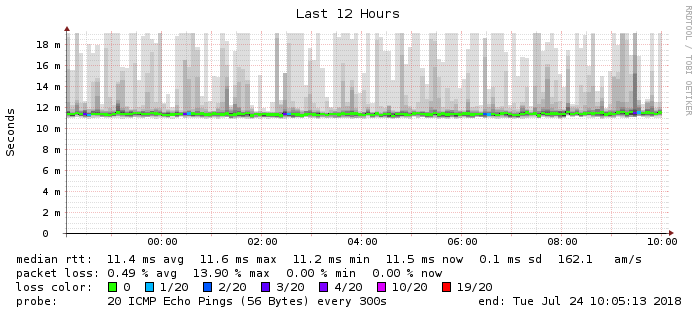 Last 12 Hours
RRDTOOL / TOBI OETIKER
Seconds
18 m
16 m
14 m
12 m
10 m
8 m
6 m
4 m
2 m
0
00:00 02:00 04:00 06:00 08:00 10:00
median rtt: 11.4 ms avg 11.6 ms max 11.2 ms min 11.5 ms now 0.1 ms sd 162.1 am/s
packet loss: 0.49 % avg 13.90 % max 0.00 % min 0.00 % now
loss color: 0 1/20 2/20 3/20 4/20 10/20 19/20
probe: 20 ICMP Echo Pings (56 Bytes) every 300s end: Tue Jul 24 10:05:13 2018